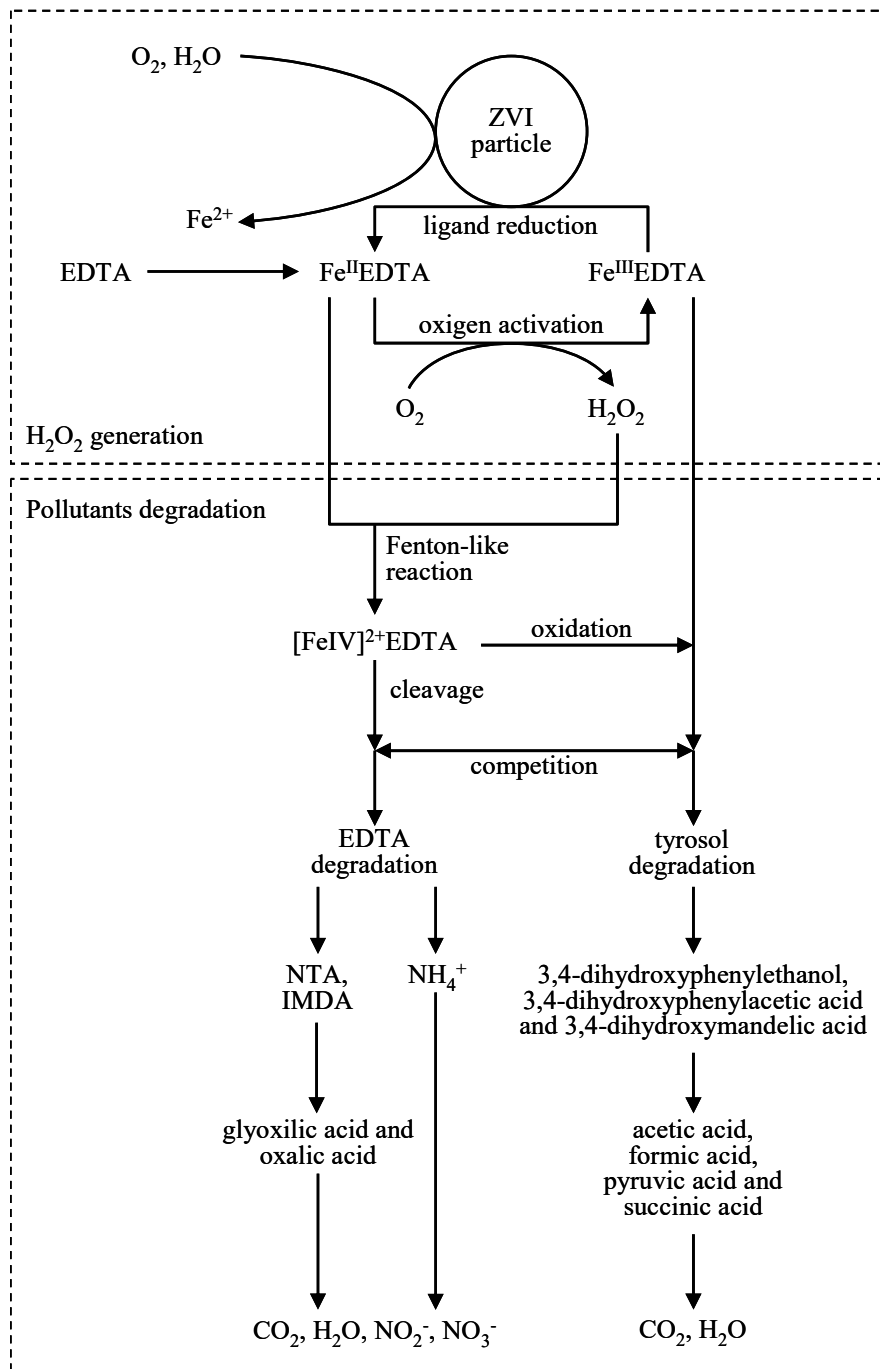 O₂, H₂O
ZVI
particle
Fe²⁺
ligand reduction
EDTA
FeᴵᴵEDTA
FeᴵᴵᴵEDTA
oxigen activation
O₂
H₂O₂
H₂O₂ generation
Pollutants degradation
Fenton-like
reaction
[FeIV]²⁺EDTA
oxidation
cleavage
competition
EDTA
degradation
tyrosol
degradation
NTA,
IMDA
NH₄⁺
3,4-dihydroxyphenylethanol,
3,4-dihydroxyphenylacetic acid
and 3,4-dihydroxymandelic acid
glyoxilic acid and
oxalic acid
acetic acid,
formic acid,
pyruvic acid and
succinic acid
CO₂, H₂O, NO₂⁻, NO₃⁻
CO₂, H₂O